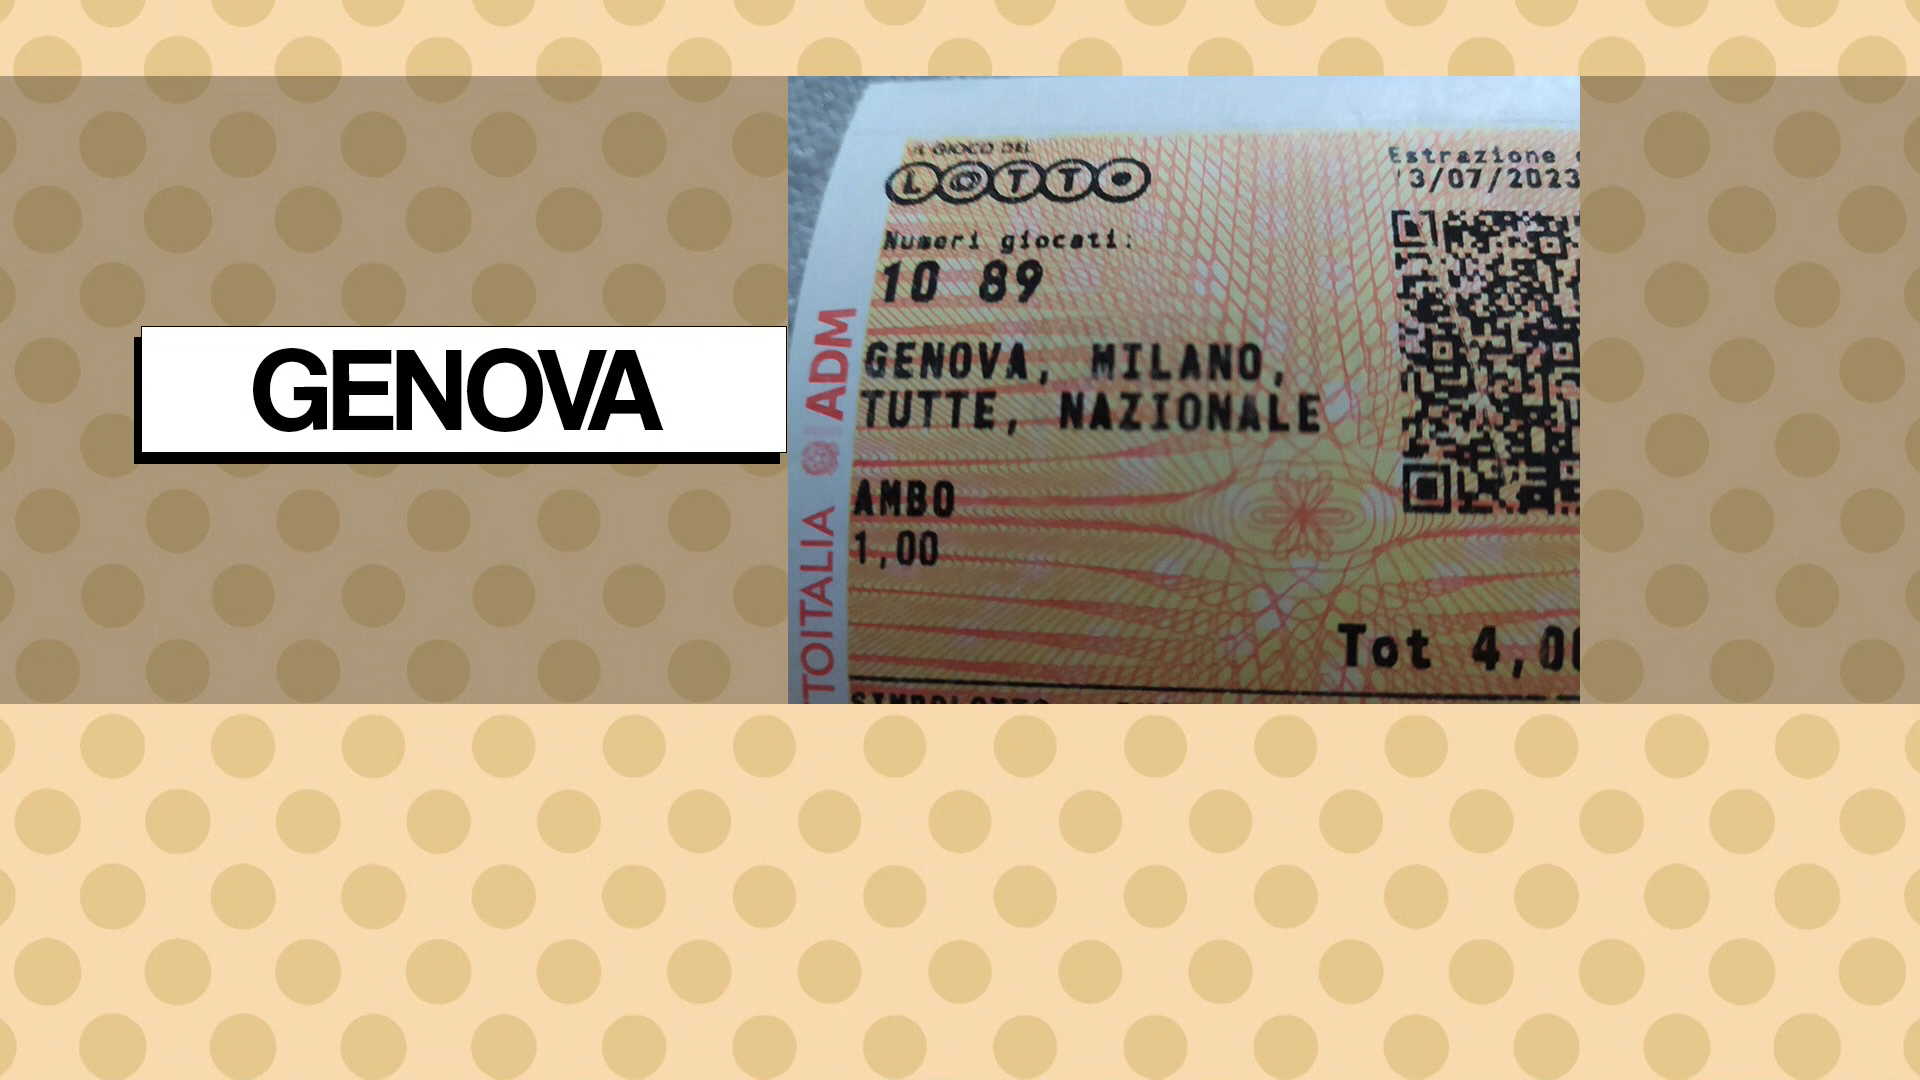 GENOVA
IL GIOCO DEL
LOTTO
Estrazione
3/07/2023
Numeri giocati:
10 89
GENOVA, MILANO,
TUTTE, NAZIONALE
AMBO
1,00
Tot 4,00
TOITALIA ADM